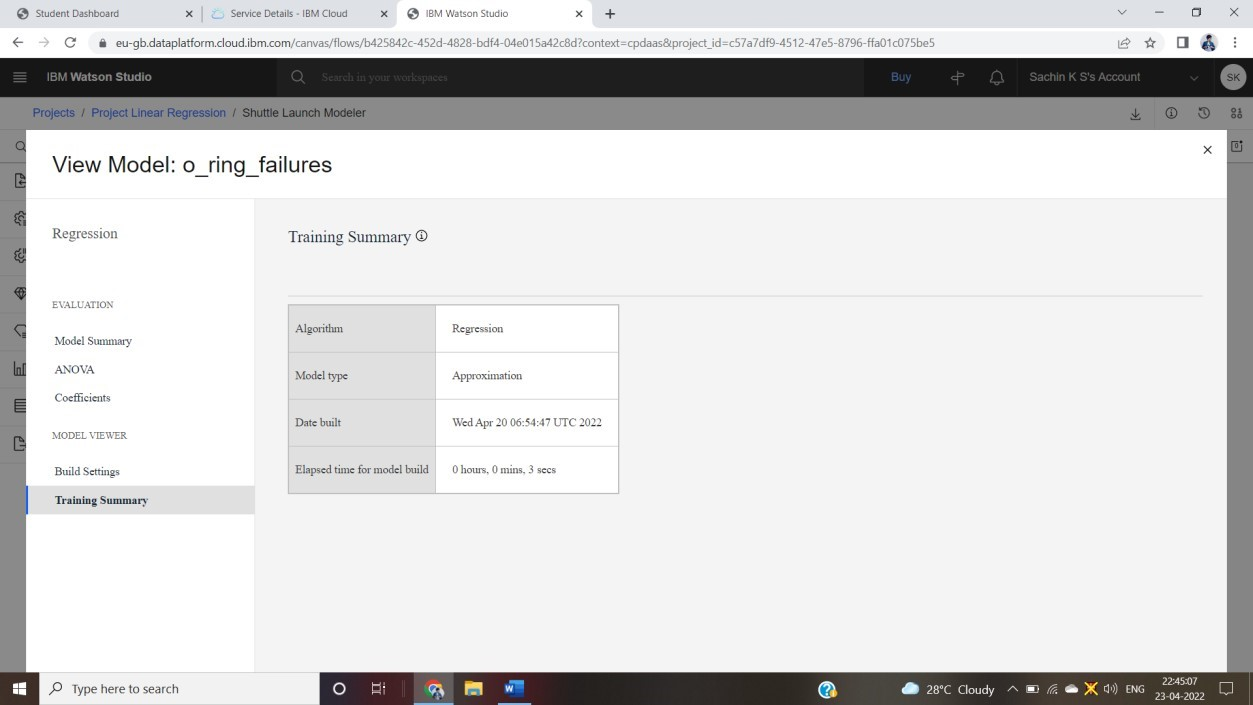 Student Dashboard
Service Details - IBM Cloud
IBM Watson Studio
eu-gb.dataplatform.cloud.ibm.com/canvas/flows/b425842c-452d-4828-bdf4-04e015a42c8d?context=cpdaas&project_id=c57a7df9-4512-47e5-8796-ffa01c075be5
IBM Watson Studio
Search in your workspaces
Buy
Sachin K S's Account
SK
Projects / Project Linear Regression / Shuttle Launch Modeler
View Model: o_ring_failures
Regression
EVALUATION
Model Summary
ANOVA
Coefficients
MODEL VIEWER
Build Settings
Training Summary
Training Summary
Algorithm Regression
Model type Approximation
Date built Wed Apr 20 06:54:47 UTC 2022
Elapsed time for model build 0 hours, 0 mins, 3 secs
Type here to search
28°C Cloudy
ENG
22:45:07
23-04-2022